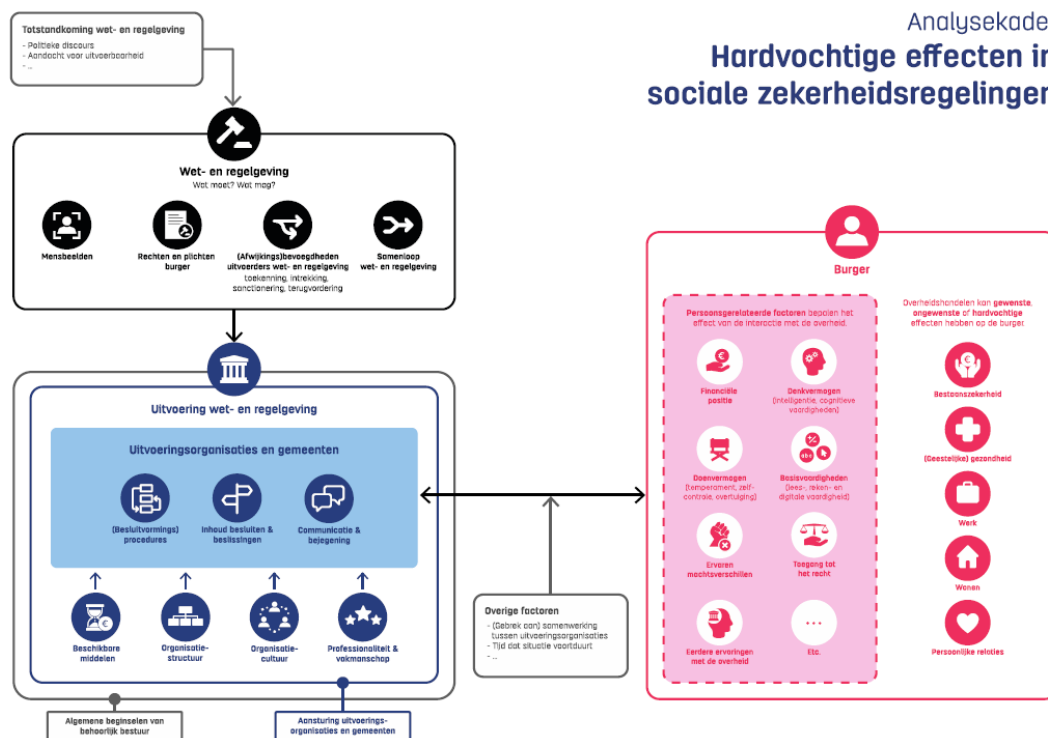 Analysekade
Hardvochtige effecten in
sociale zekerheidsregelingen
Totstandkoming wet- en regelgeving
- Politieke discours
- Aandacht voor uitvoerbaarheid
- ...
Wet- en regelgeving
Wat moet? Wat mag?
Mensbeelden
Rechten en plichten
burger
(Afwijkings)bevoegdheden
uitvoerders wet- en regelgeving
toekenning, intrekking,
sanctionering, terugvordering
Samenloop
wet- en regelgeving
Uitvoering wet- en regelgeving
Uitvoeringsorganisaties en gemeenten
(Besluitvormings)
procedures
Inhoud besluiten &
beslissingen
Communicatie &
bejegening
Beschikbare
middelen
Organisatie-
structuur
Organisatie-
cultuur
Professionaliteit &
vakmanschap
Algemene beginselen van
behoorlijk bestuur
Aansturing uitvoerings-
organisaties en gemeenten
Overige factoren
- (Gebrek aan) samenwerking
tussen uitvoeringsorganisaties
- Tijd dat situatie voortduurt
- ...
Burger
Persoonsgerelateerde factoren bepalen het
effect van de interactie met de overheid.
Financiële
positie
Denkvermogen
(intelligentie, cognitieve
vaardigheden)
Doenvermogen
(temperament, zelf-
controle, overtuiging)
abc
Basisvaardigheden
(lees-, reken- en
digitale vaardigheid)
Ervaren
machtsverschillen
Toegang tot
het recht
Eerdere ervaringen
met de overheid
...
Etc.
Overheidshandelen kan gewenste,
ongewenste of hardvochtige
effecten hebben op de burger.
Bestaanszekerheid
(Geestelijke) gezondheid
Werk
Wonen
Persoonlijke relaties